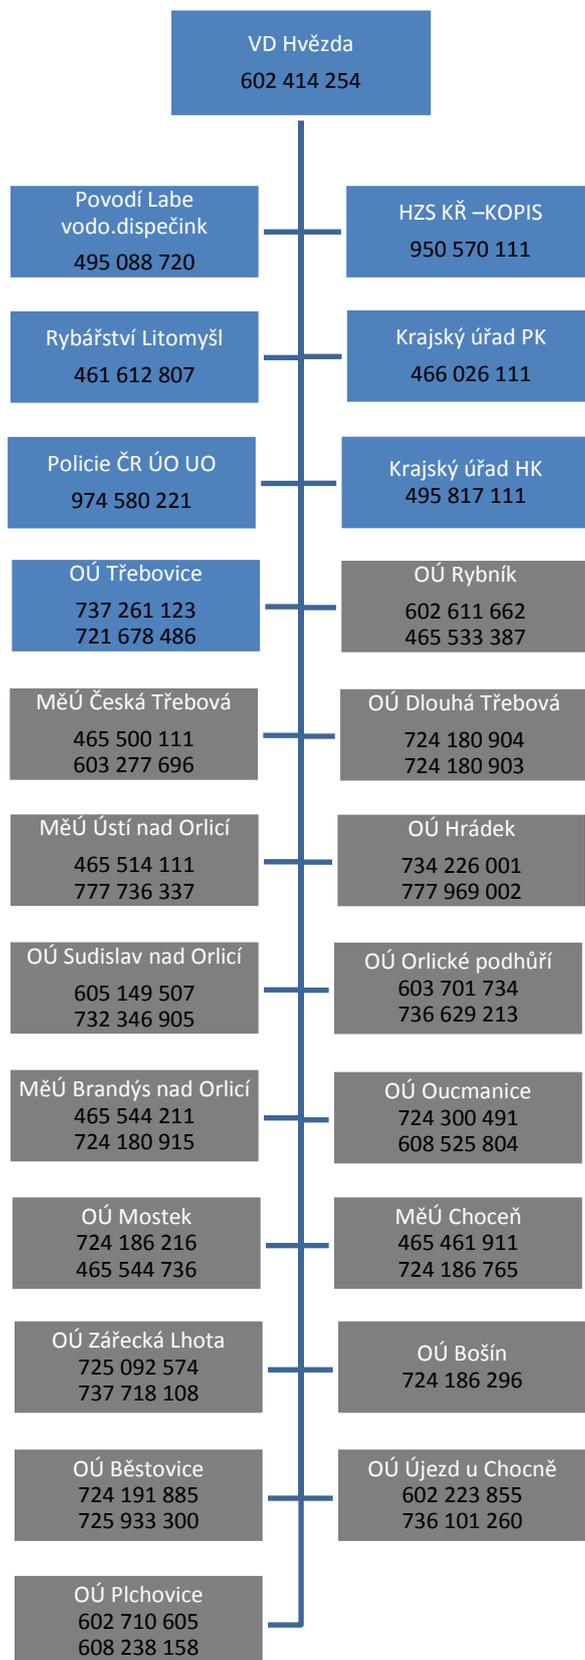 VD Hvězda
602 414 254
Povodí Labe
vodo.dispečink
495 088 720
HZS KŘ –KOPIS
950 570 111
Rybářství Litomyšl
461 612 807
Krajský úřad PK
466 026 111
Policie ČR ÚO UO
974 580 221
Krajský úřad HK
495 817 111
OÚ Třebovice
737 261 123
721 678 486
OÚ Rybník
602 611 662
465 533 387
MěÚ Česká Třebová
465 500 111
603 277 696
OÚ Dlouhá Třebová
724 180 904
724 180 903
MěÚ Ústí nad Orlicí
465 514 111
777 736 337
OÚ Hrádek
734 226 001
777 969 002
OÚ Sudislav nad Orlicí
605 149 507
732 346 905
OÚ Orlické podhůří
603 701 734
736 629 213
MěÚ Brandýs nad Orlicí
465 544 211
724 180 915
OÚ Oucmanice
724 300 491
608 525 804
OÚ Mostek
724 186 216
465 544 736
MěÚ Choceň
465 461 911
724 186 765
OÚ Zářecká Lhota
725 092 574
737 718 108
OÚ Bošín
724 186 296
OÚ Běstovice
724 191 885
725 933 300
OÚ Újezd u Chocně
602 223 855
736 101 260
OÚ Plchovice
602 710 605
608 238 158